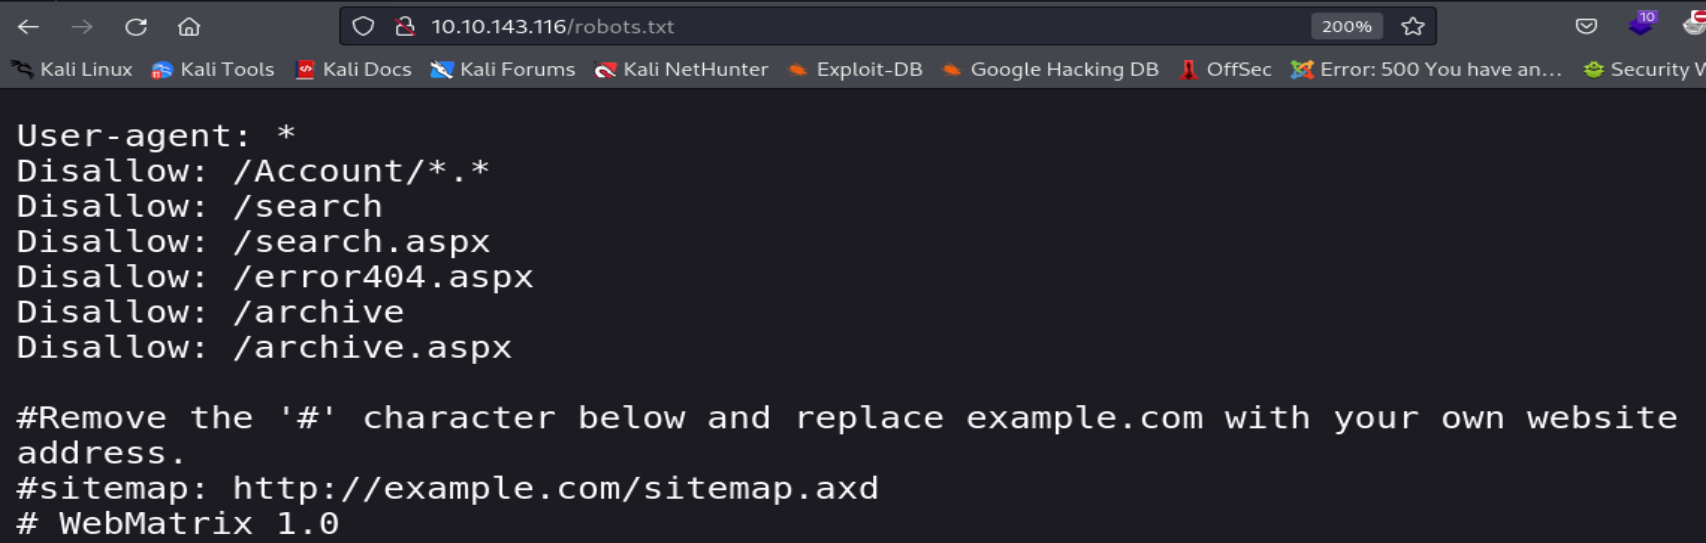 10.10.143.116/robots.txt 200% 10
Kali Linux Kali Tools Kali Docs Kali Forums Kali NetHunter Exploit-DB Google Hacking DB OffSec Error: 500 You have an... Security
User-agent: *
Disallow: /Account/*.*
Disallow: /search
Disallow: /search.aspx
Disallow: /error404.aspx
Disallow: /archive
Disallow: /archive.aspx
#Remove the '#' character below and replace example.com with your own website
address.
#sitemap: http://example.com/sitemap.axd
# WebMatrix 1.0